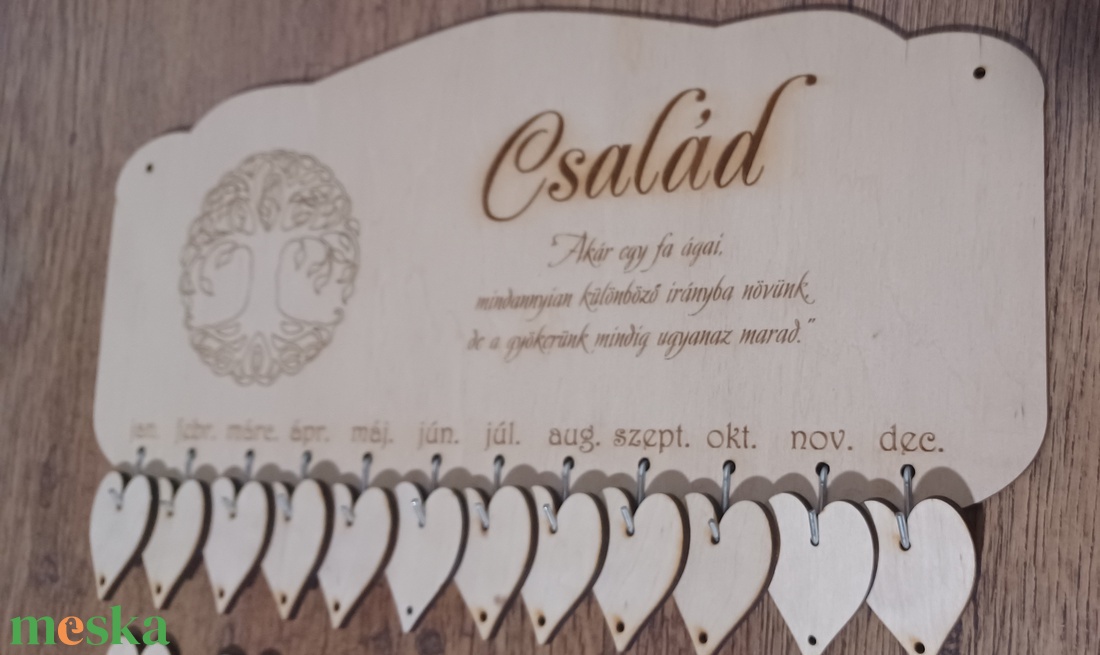 Család
"Akár egy fa ágai,
mindannyian különböző irányba növünk,
de a gyökerünk mindig ugyanaz marad."
jan. febr. márc. ápr. máj. jún. júl. aug. szept. okt. nov. dec.
meska